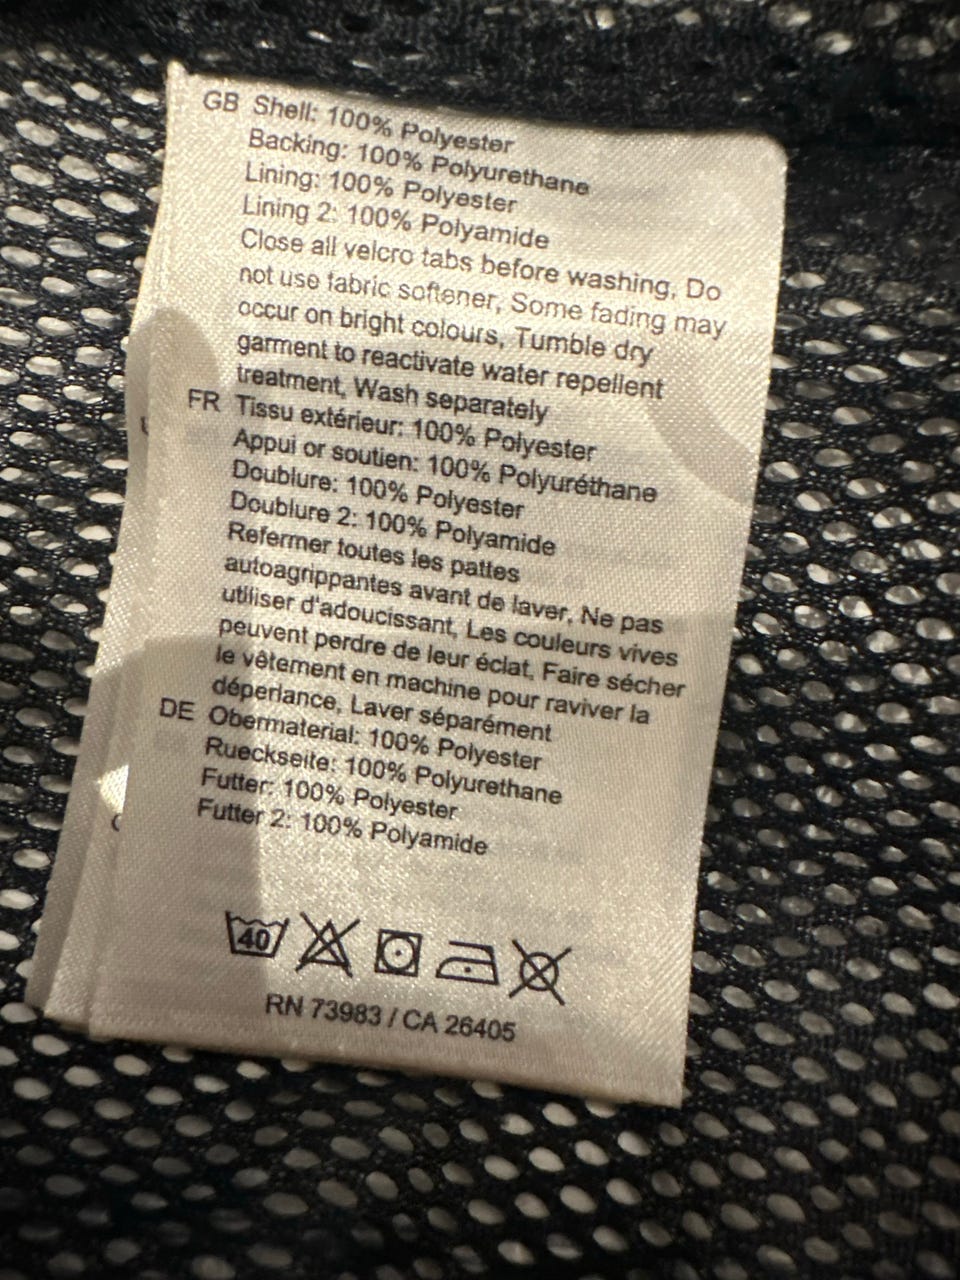 GB Shell: 100% Polyester
Backing: 100% Polyurethane
Lining: 100% Polyester
Lining 2: 100% Polyamide
Close all velcro tabs before washing, Do
not use fabric softener, Some fading may
occur on bright colours, Tumble dry
garment to reactivate water repellent
treatment, Wash separately
FR Tissu extérieur: 100% Polyester
Appui or soutien: 100% Polyuréthane
Doublure: 100% Polyester
Doublure 2: 100% Polyamide
Refermer toutes les pattes
autoagrippantes avant de laver, Ne pas
utiliser d'adoucissant, Les couleurs vives
peuvent perdre de leur éclat, Faire sécher
le vêtement en machine pour raviver la
déperlance, Laver séparément
DE Obermaterial: 100% Polyester
Rueckseite: 100% Polyurethane
Futter: 100% Polyester
Futter 2: 100% Polyamide
40
RN 73983 / CA 26405